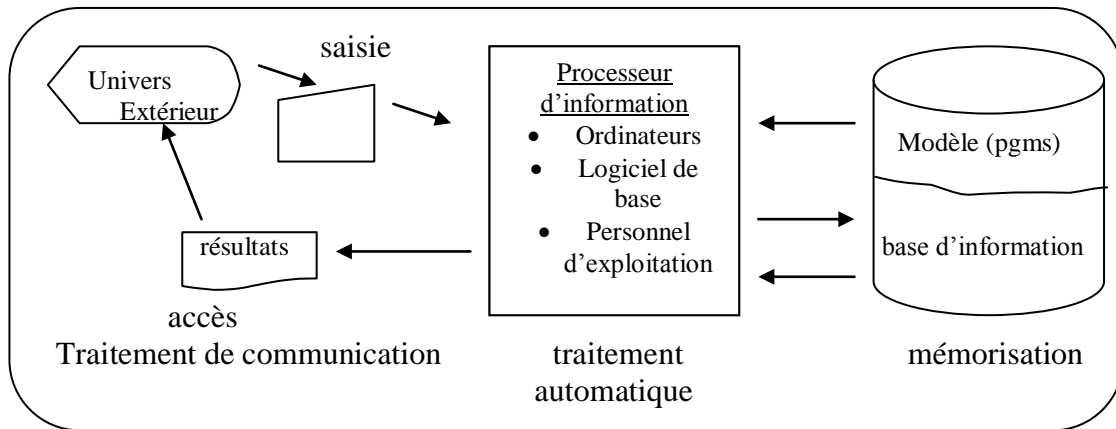 saisie
Univers
Extérieur
Processeur
d’information
• Ordinateurs
• Logiciel de
base
• Personnel
d’exploitation
Modèle (pgms)
base d’information
résultats
accès
Traitement de communication
traitement
automatique
mémorisation